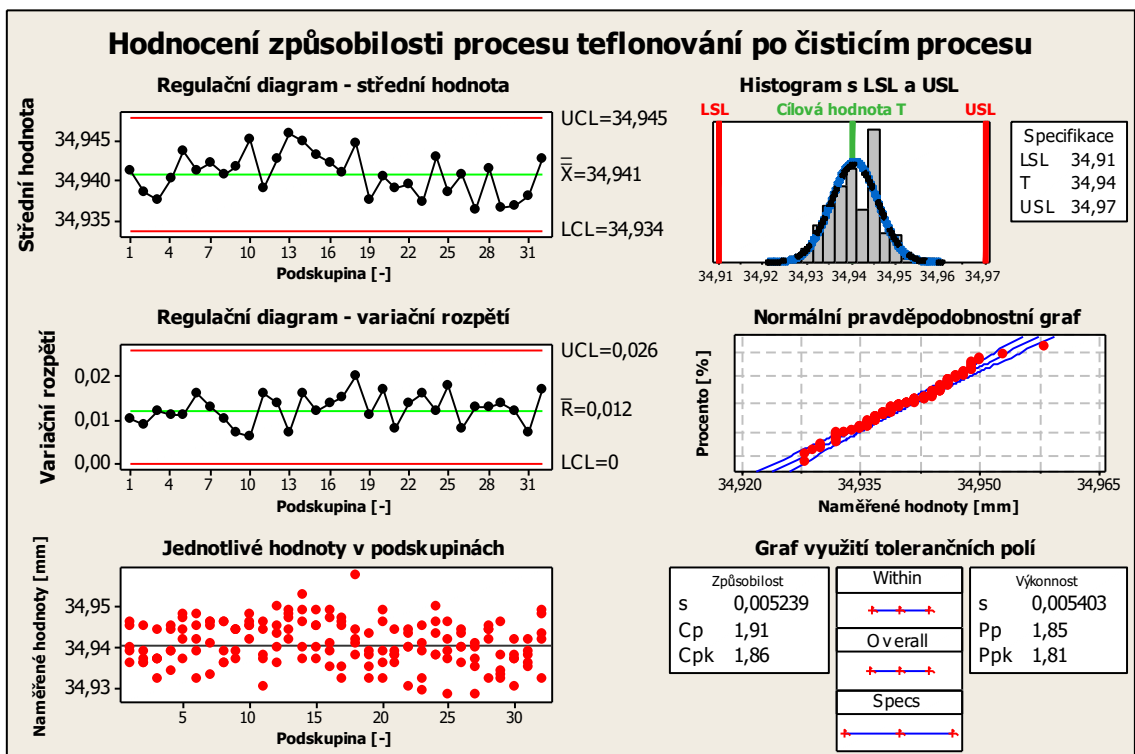 Hodnocení způsobilosti procesu teflonování po čisticím procesu
Regulační diagram - střední hodnota
Střední hodnota
34,945
34,940
34,935
UCL=34,945
X=34,941
LCL=34,934
1 4 7 10 13 16 19 22 25 28 31
Podskupina [-]
Histogram s LSL a USL
LSL Cílová hodnota T USL
34,91 34,92 34,93 34,94 34,95 34,96 34,97
Specifikace
LSL 34,91
T 34,94
USL 34,97
Regulační diagram - variační rozpětí
Variační rozpětí
0,02
0,01
0,00
UCL=0,026
R=0,012
LCL=0
1 4 7 10 13 16 19 22 25 28 31
Podskupina [-]
Normální pravděpodobnostní graf
Procento [%]
34,920 34,935 34,950 34,965
Naměřené hodnoty [mm]
Jednotlivé hodnoty v podskupinách
Naměřené hodnoty [mm]
34,95
34,94
34,93
5 10 15 20 25 30
Podskupina [-]
Graf využití tolerančních polí
Způsobilost
s 0,005239
Cp 1,91
Cpk 1,86
Within
Overall
Specs
Výkonnost
s 0,005403
Pp 1,85
Ppk 1,81